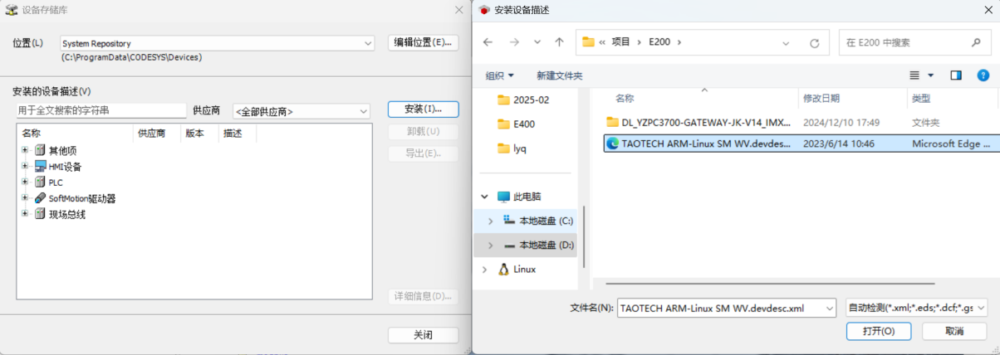 设备存储库
位置(L)
System Repository
编辑位置(E)...
(C:\ProgramData\CODESYS\Devices)
安装的设备描述(V)
用于全文搜索的字符串
供应商
<全部供应商>
安装(I)...
名称 供应商 版本 描述
卸载(U)
导出(E)...
其他项
HMI设备
PLC
SoftMotion驱动器
现场总线
详细信息(D)...
关闭
安装设备描述
« 项目 › E200 ›
在 E200 中搜索
组织 新建文件夹
2025-02
E400
lyq
此电脑
本地磁盘 (C:)
本地磁盘 (D:)
Linux
名称 修改日期 类型
DL_YZPC3700-GATEWAY-JK-V14_IMX... 2024/12/10 17:49 文件夹
TAOTECH ARM-Linux SM WV.devdes... 2023/6/14 10:46 Microsoft Edge ...
文件名(N): TAOTECH ARM-Linux SM WV.devdesc.xml 自动检测(*.xml;*.eds;*.dcf;*.gs
打开(O) 取消